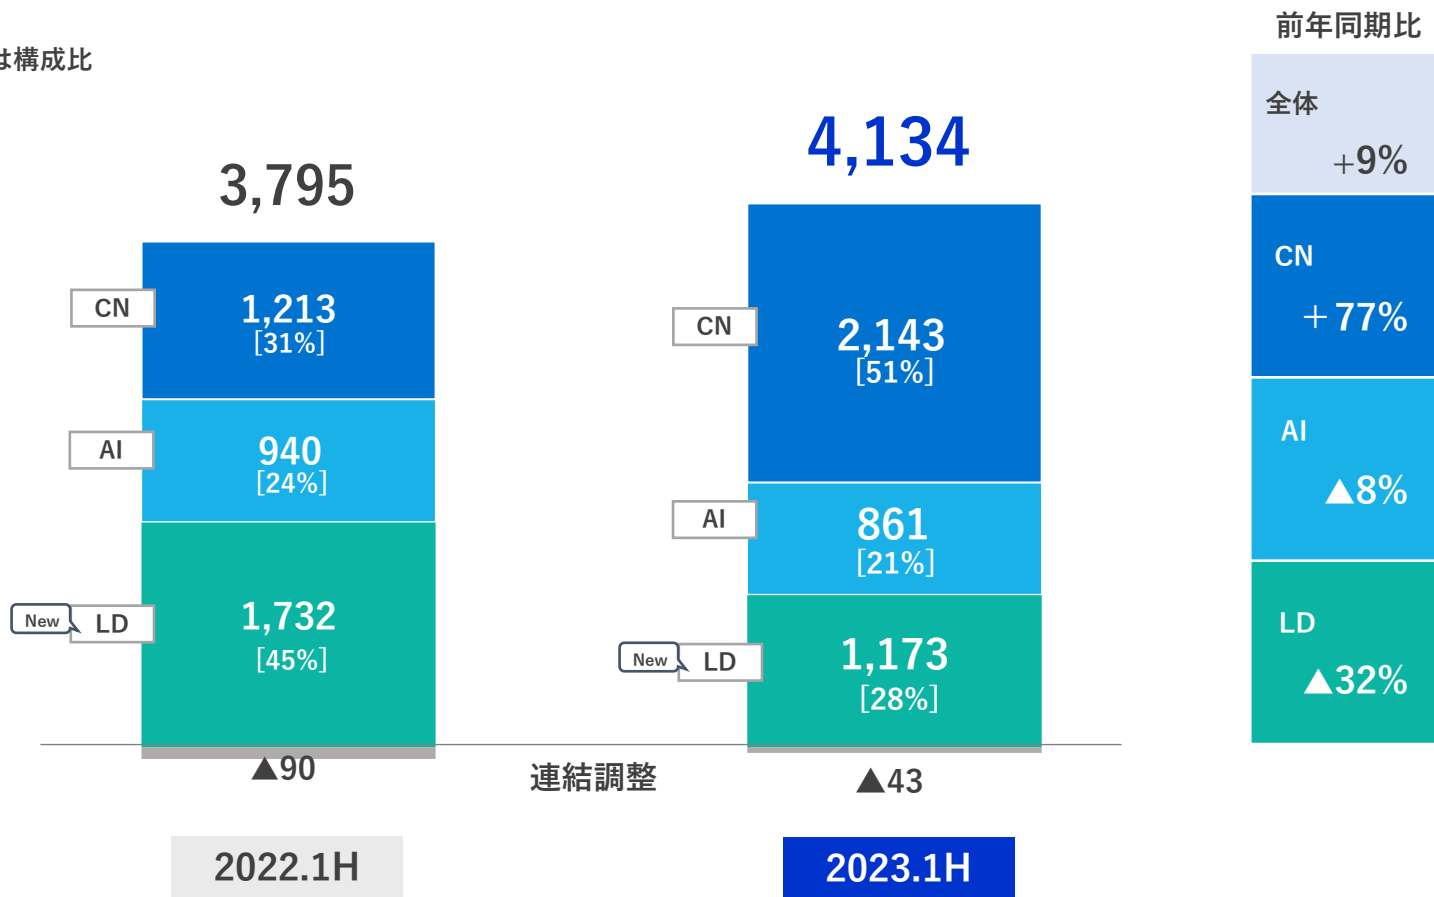 は構成比
前年同期比
3,795
CN
1,213
[31%]
AI
940
[24%]
New
LD
1,732
[45%]
▲90
2022.1H
連結調整
4,134
CN
2,143
[51%]
AI
861
[21%]
New
LD
1,173
[28%]
▲43
2023.1H
全体
+9%
CN
＋77%
AI
▲8%
LD
▲32%